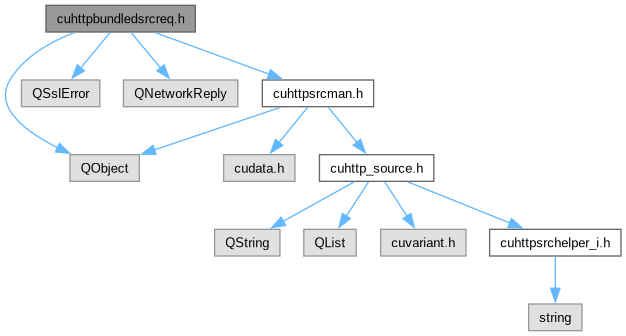 cuhttpbundledsrcreq.h
QSslError
QNetworkReply
cuhttpsrcman.h
QObject
cudata.h
cuhttp_source.h
QString
QList
cuvariant.h
cuhttpsrchelper_i.h
string